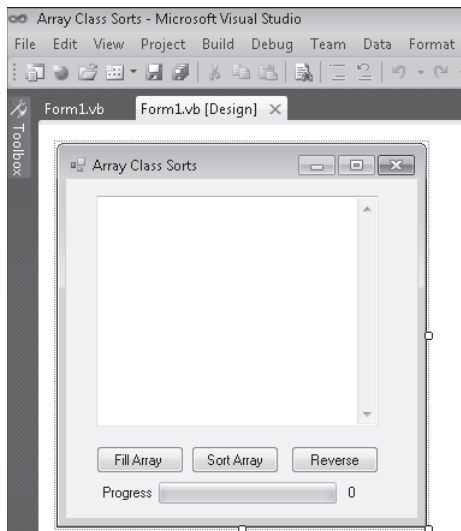 Array Class Sorts - Microsoft Visual Studio
File Edit View Project Build Debug Team Data Format
Toolbox
Form1.vb Form1.vb [Design]
Array Class Sorts
Fill Array Sort Array Reverse
Progress 0